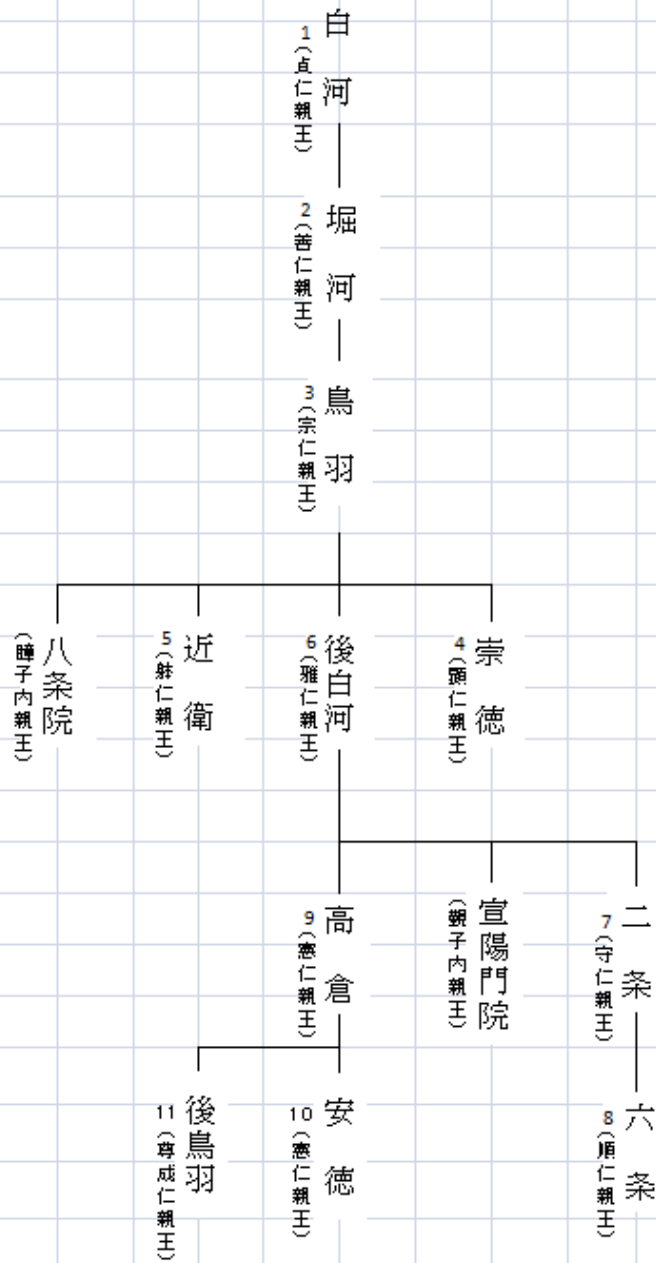 白河
1（貞仁親王）
堀河
2（善仁親王）
鳥羽
3（宗仁親王）
崇徳
4（顕仁親王）
後白河
6（雅仁親王）
近衛
5（躰仁親王）
八条院
（瞳子内親王）
二条
7（守仁親王）
宣陽門院
（覲子内親王）
高倉
9（憲仁親王）
六条
8（順仁親王）
安徳
10（憲仁親王）
後鳥羽
11（尊成仁親王）